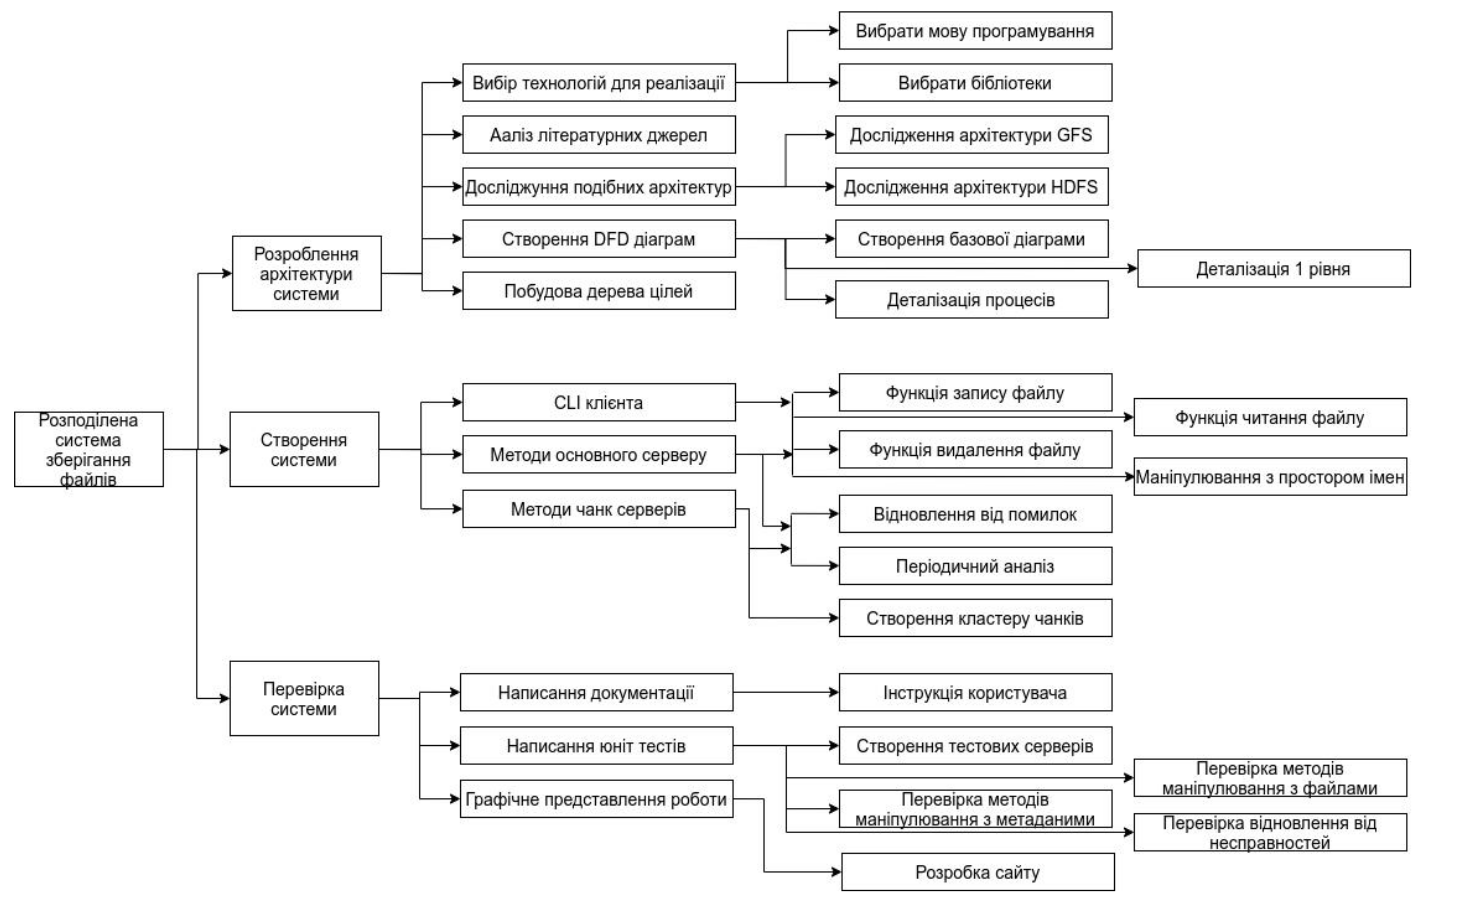 Вибрати мову програмування
Вибір технологій для реалізації
Вибрати бібліотеки
Ааліз літературних джерел
Дослідження архітектури GFS
Досліджуння подібних архітектур
Дослідження архітектури HDFS
Створення DFD діаграм
Створення базової діаграми
Розроблення
архітектури
системи
Деталізація 1 рівня
Побудова дерева цілей
Деталізація процесів
Розподілена
система
зберігання
файлів
Створення
системи
CLI клієнта
Функція запису файлу
Функція читання файлу
Методи основного серверу
Функція видалення файлу
Маніпулювання з простором імен
Методи чанк серверів
Відновлення від помилок
Періодичний аналіз
Створення кластеру чанків
Перевірка
системи
Написання документації
Інструкція користувача
Написання юніт тестів
Створення тестових серверів
Перевірка методів
маніпулювання з файлами
Графічне представлення роботи
Перевірка методів
маніпулювання з метаданими
Перевірка відновлення від
несправностей
Розробка сайту